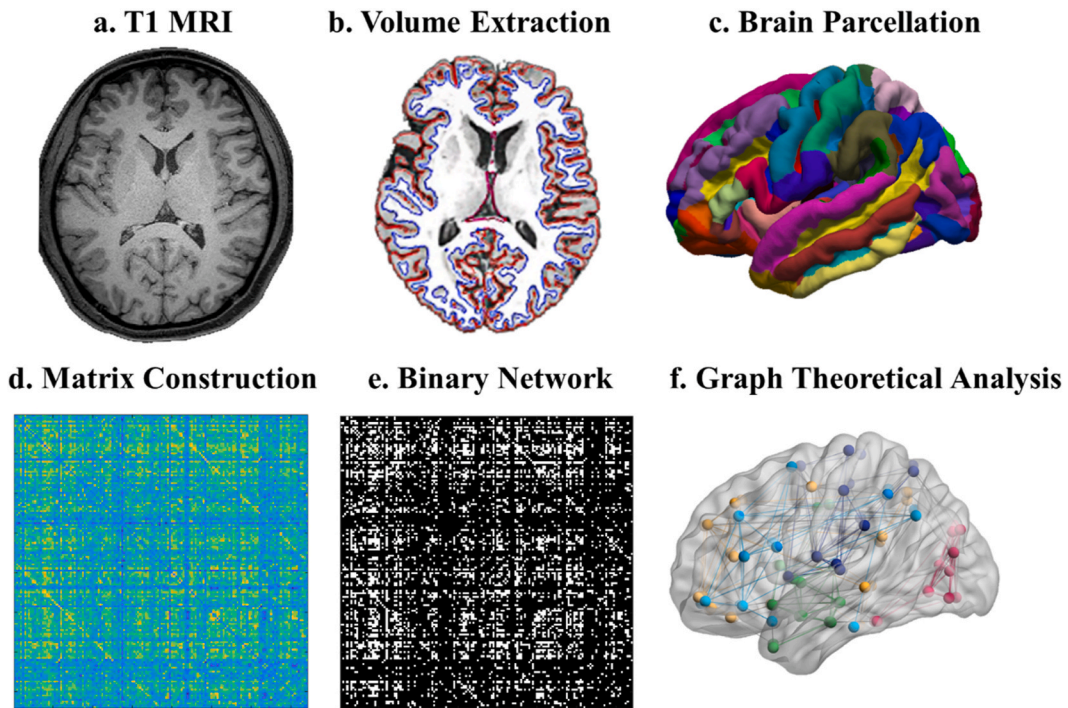 a. T1 MRI
b. Volume Extraction
c. Brain Parcellation
d. Matrix Construction
e. Binary Network
f. Graph Theoretical Analysis